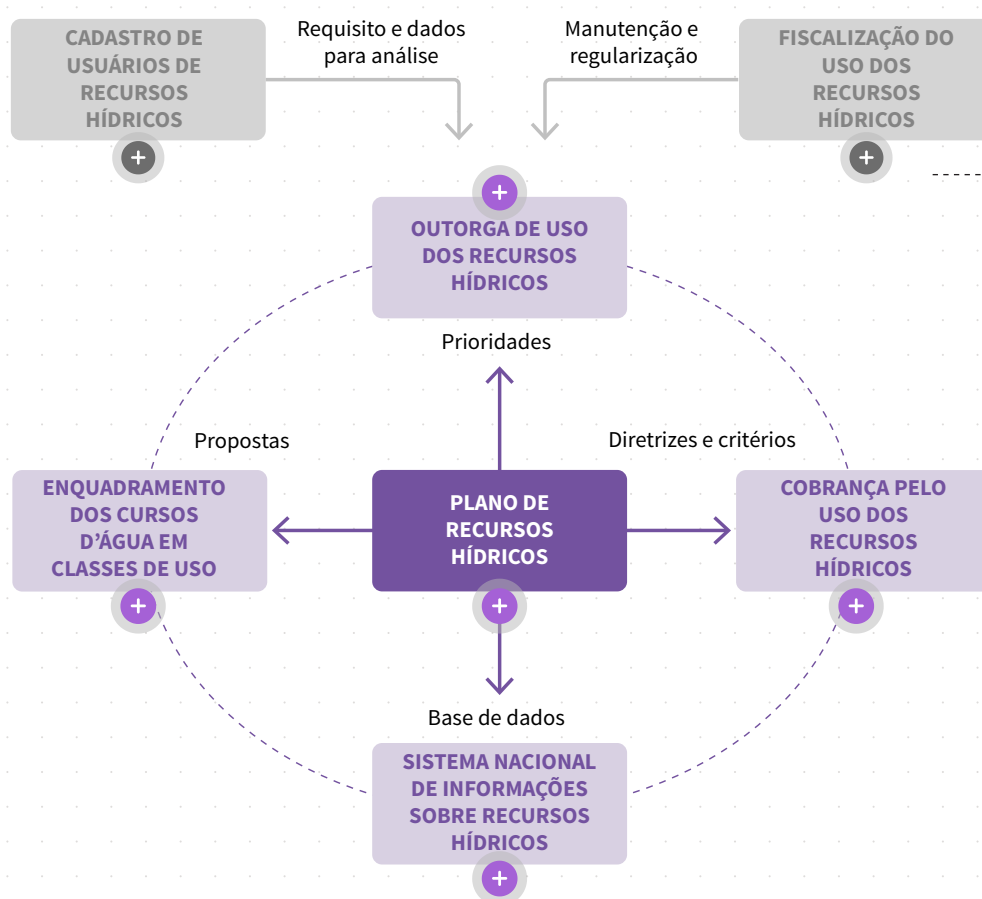 CADASTRO DE
USUÁRIOS DE
RECURSOS
HÍDRICOS
Requisito e dados
para análise
Manutenção e
regularização
FISCALIZAÇÃO DO
USO DOS
RECURSOS
HÍDRICOS
OUTORGA DE USO
DOS RECURSOS
HÍDRICOS
Prioridades
Propostas
Diretrizes e critérios
ENQUADRAMENTO
DOS CURSOS
D’ÁGUA EM
CLASSES DE USO
PLANO DE
RECURSOS
HÍDRICOS
COBRANÇA PELO
USO DOS
RECURSOS
HÍDRICOS
Base de dados
SISTEMA NACIONAL
DE INFORMAÇÕES
SOBRE RECURSOS
HÍDRICOS